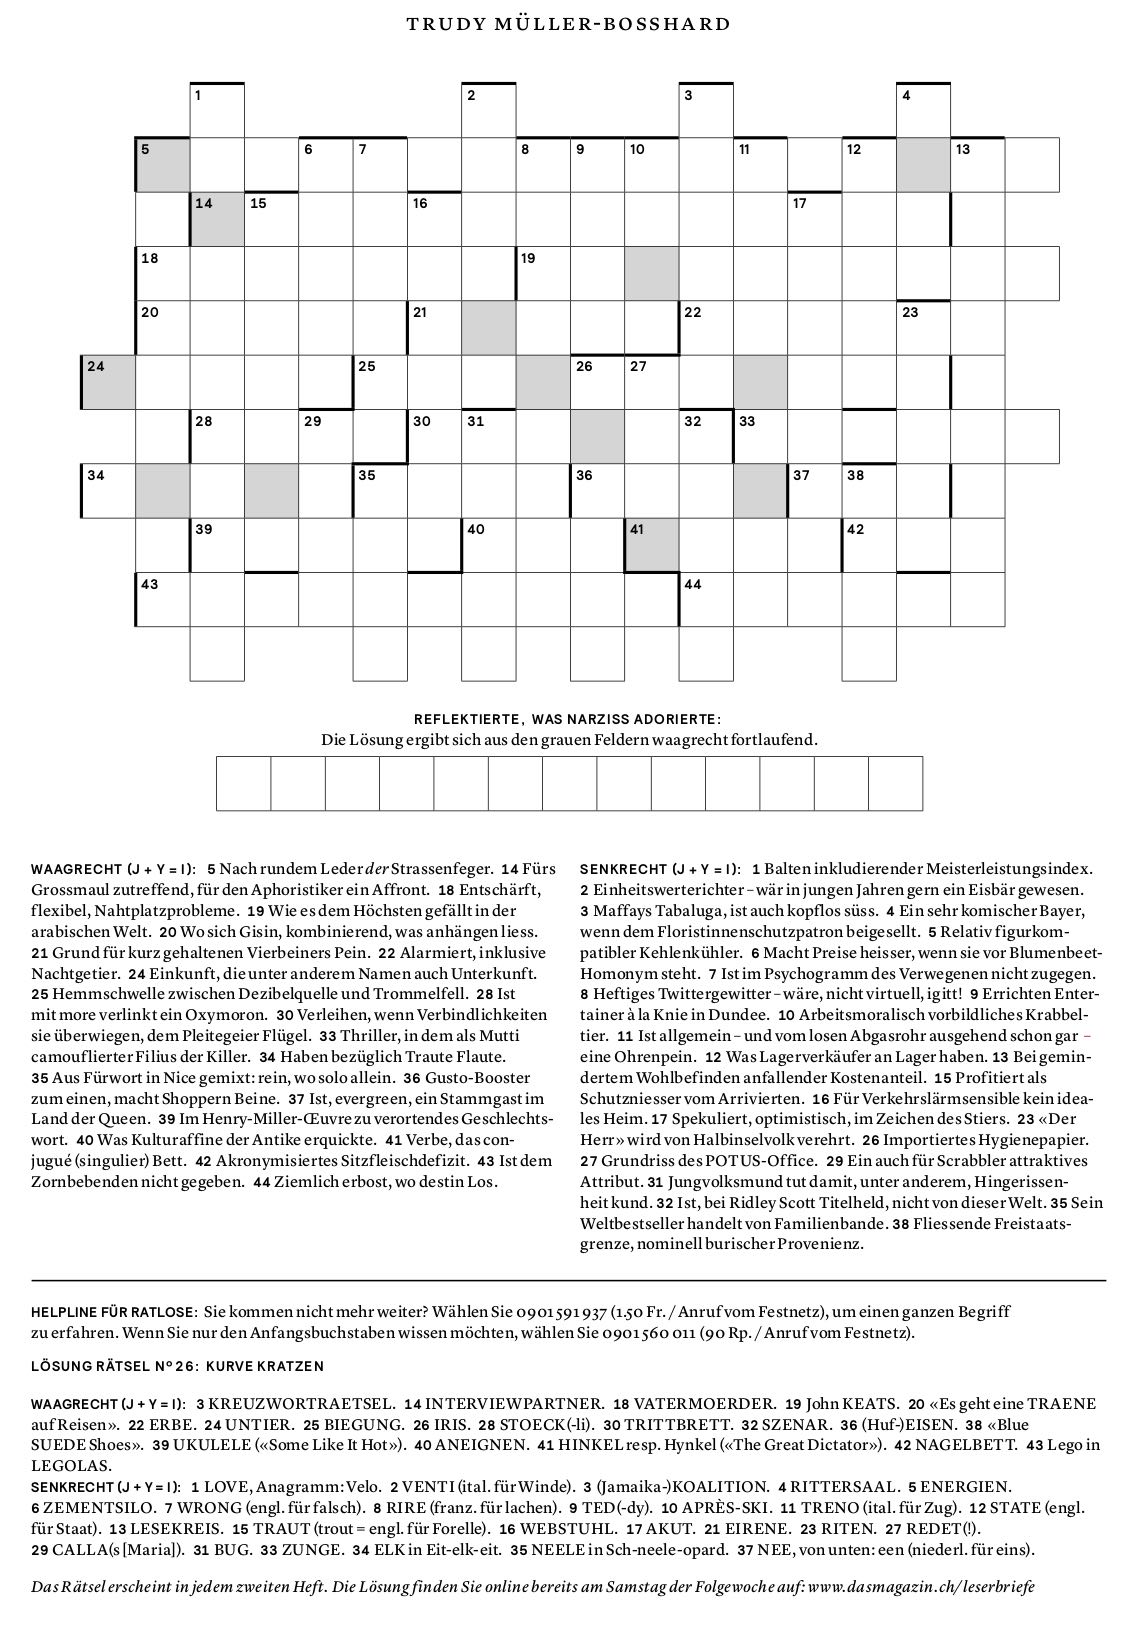 TRUDY MÜLLER-BOSSHARD
1 2 3 4
5 6 7 8 9 10 11 12 13
14 15 16 17
18 19
20 21 22 23
24 25 26 27
28 29 30 31 32 33
34 35 36 37 38
39 40 41 42
43 44
REFLEKTIERTE, WAS NARZISS ADORIERTE:
Die Lösung ergibt sich aus den grauen Feldern waagrecht fortlaufend.
WAAGRECHT (J + Y = I): 5 Nach rundem Leder der Strassenfeger. 14 Fürs
Grossmaul zutreffend, für den Aphoristiker ein Affront. 18 Entschärft,
flexibel, Nahtplatzprobleme. 19 Wie es dem Höchsten gefällt in der
arabischen Welt. 20 Wo sich Gisin, kombinierend, was anhängen liess.
21 Grund für kurz gehaltenen Vierbeiners Pein. 22 Alarmiert, inklusive
Nachtgetier. 24 Einkunft, die unter anderem Namen auch Unterkunft.
25 Hemmschwelle zwischen Dezibelquelle und Trommelfell. 28 Ist
mit more verlinkt ein Oxymoron. 30 Verleihen, wenn Verbindlichkeiten
sie überwiegen, dem Pleitegeier Flügel. 33 Thriller, in dem als Mutti
camouflierter Filius der Killer. 34 Haben bezüglich Traute Flaute.
35 Aus Fürwort in Nice gemixt: rein, wo solo allein. 36 Gusto-Booster
zum einen, macht Shoppern Beine. 37 Ist, evergreen, ein Stammgast im
Land der Queen. 39 Im Henry-Miller-Œuvre zu verortendes Geschlechts-
wort. 40 Was Kulturaffine der Antike erquickte. 41 Verbe, das con-
jugué (singulier) Bett. 42 Akronymisiertes Sitzfleischdefizit. 43 Ist dem
Zornbebenden nicht gegeben. 44 Ziemlich erbost, wo destin Los.
SENKRECHT (J + Y = I): 1 Balten inkludierender Meisterleistungsindex.
2 Einheitswerterichter – wär in jungen Jahren gern ein Eisbär gewesen.
3 Maffays Tabaluga, ist auch kopflos süss. 4 Ein sehr komischer Bayer,
wenn dem Floristinnenschutzpatron beigesellt. 5 Relativ figurkom-
patibler Kehlenkühler. 6 Macht Preise heisser, wenn sie vor Blumenbeet-
Homonym steht. 7 Ist im Psychogramm des Verwegenen nicht zugegen.
8 Heftiges Twittergewitter – wäre, nicht virtuell, igitt! 9 Errichten Enter-
tainer à la Knie in Dundee. 10 Arbeitsmoralisch vorbildliches Krabbel-
tier. 11 Ist allgemein – und vom losen Abgasrohr ausgehend schon gar –
eine Ohrenpein. 12 Was Lagerverkäufer an Lager haben. 13 Bei gemin-
dertem Wohlbefinden anfallender Kostenanteil. 15 Profitiert als
Schutzniesser vom Arrivierten. 16 Für Verkehrslärmsensible kein idea-
les Heim. 17 Spekuliert, optimistisch, im Zeichen des Stiers. 23 «Der
Herr» wird von Halbinselvolk verehrt. 26 Importiertes Hygienepapier.
27 Grundriss des POTUS-Office. 29 Ein auch für Scrabbler attraktives
Attribut. 31 Jungvolksmund tut damit, unter anderem, Hingerissen-
heit kund. 32 Ist, bei Ridley Scott Titelheld, nicht von dieser Welt. 35 Sein
Weltbestseller handelt von Familienbande. 38 Fliessende Freistaats-
grenze, nominell burischer Provenienz.
HELPLINE FÜR RATLOSE: Sie kommen nicht mehr weiter? Wählen Sie 0901 591 937 (1.50 Fr. / Anruf vom Festnetz), um einen ganzen Begriff
zu erfahren. Wenn Sie nur den Anfangsbuchstaben wissen möchten, wählen Sie 0901 560 011 (90 Rp. / Anruf vom Festnetz).
LÖSUNG RÄTSEL Nº 26: KURVE KRATZEN
WAAGRECHT (J + Y = I): 3 KREUZWORTRAETSEL. 14 INTERVIEWPARTNER. 18 VATERMOERDER. 19 John KEATS. 20 «Es geht eine TRAENE
auf Reisen». 22 ERBE. 24 UNTIER. 25 BIEGUNG. 26 IRIS. 28 STOECK(-li). 30 TRITTBRETT. 32 SZENAR. 36 (Huf-)EISEN. 38 «Blue
SUEDE Shoes». 39 UKULELE («Some Like It Hot»). 40 ANEIGNEN. 41 HINKEL resp. Hynkel («The Great Dictator»). 42 NAGELBETT. 43 Lego in
LEGOLAS.
SENKRECHT (J + Y = I): 1 LOVE, Anagramm: Velo. 2 VENTI (ital. für Winde). 3 (Jamaika-)KOALITION. 4 RITTERSAAL. 5 ENERGIEN.
6 ZEMENTSILO. 7 WRONG (engl. für falsch). 8 RIRE (franz. für lachen). 9 TED(-dy). 10 APRÈS-SKI. 11 TRENO (ital. für Zug). 12 STATE (engl.
für Staat). 13 LESEKREIS. 15 TRAUT (trout = engl. für Forelle). 16 WEBSTUHL. 17 AKUT. 21 EIRENE. 23 RITEN. 27 REDET(!).
29 CALLA(s [Maria]). 31 BUG. 33 ZUNGE. 34 ELK in Eit-elk-eit. 35 NEELE in Sch-neele-opard. 37 NEE, von unten: een (niederl. für eins).
Das Rätsel erscheint in jedem zweiten Heft. Die Lösung finden Sie online bereits am Samstag der Folgewoche auf: www.dasmagazin.ch/leserbriefe